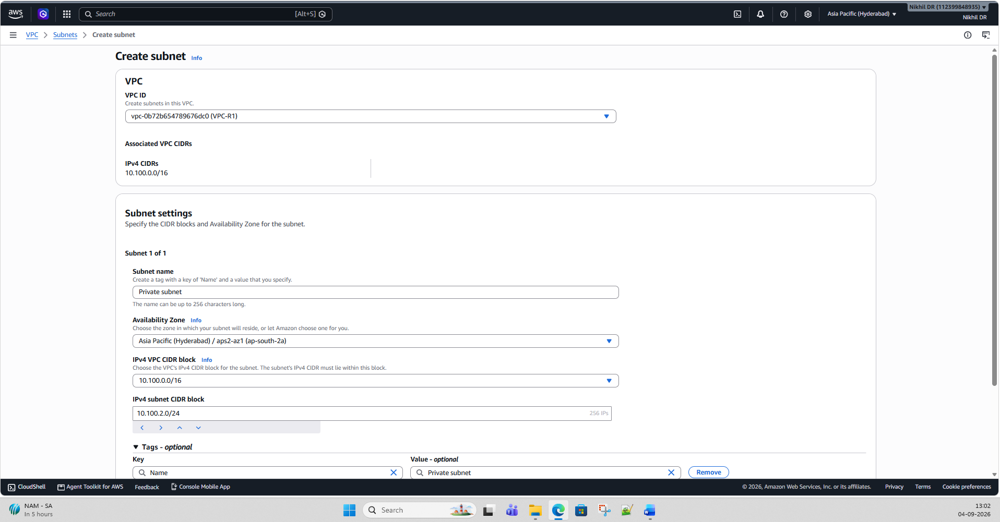 aws
Search [Alt+S]
Asia Pacific (Hyderabad)
Nikhil DR (112399848935)
Nikhil DR
VPC
Subnets
Create subnet
Create subnet Info
VPC
VPC ID
Create subnets in this VPC.
vpc-0b72b654789676dc0 (VPC-R1)
Associated VPC CIDRs
IPv4 CIDRs
10.100.0.0/16
Subnet settings
Specify the CIDR blocks and Availability Zone for the subnet.
Subnet 1 of 1
Subnet name
Create a tag with a key of 'Name' and a value that you specify.
Private subnet
The name can be up to 256 characters long.
Availability Zone Info
Choose the zone in which your subnet will reside, or let Amazon choose one for you.
Asia Pacific (Hyderabad) / aps2-az1 (ap-south-2a)
IPv4 VPC CIDR block Info
Choose the VPC's IPv4 CIDR block for the subnet. The subnet's IPv4 CIDR must lie within this block.
10.100.0.0/16
IPv4 subnet CIDR block
10.100.2.0/24 256 IPs
Tags - optional
Key Value - optional
Name Private subnet Remove
CloudShell Agent Toolkit for AWS Feedback Console Mobile App © 2026, Amazon Web Services, Inc. or its affiliates. Privacy Terms Cookie preferences
NAM - SA
In 5 hours
Search
13:02
04-09-2026